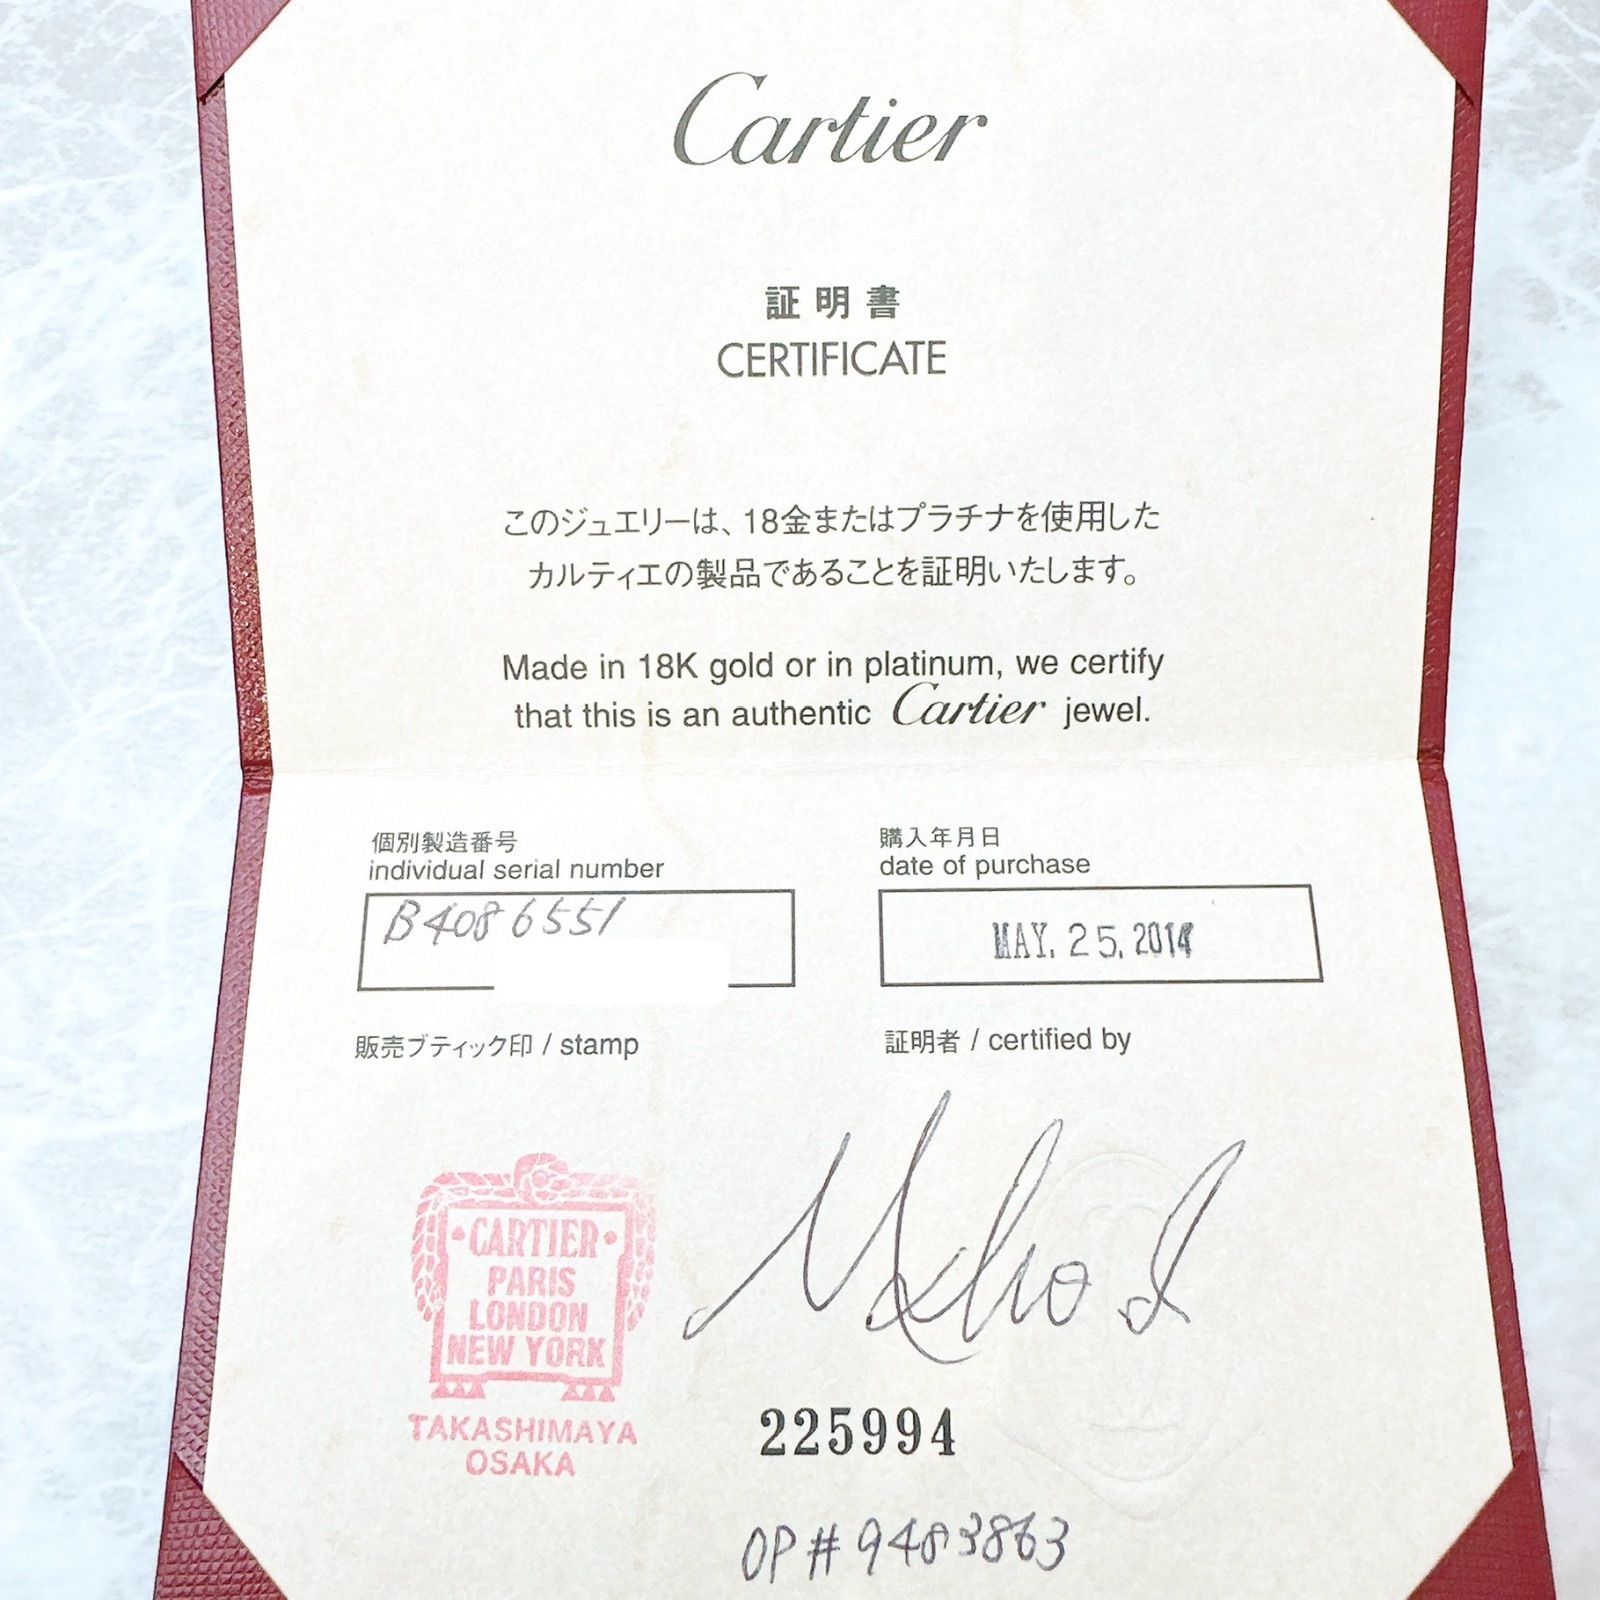 Cartier
証明書
CERTIFICATE
このジュエリーは、18金またはプラチナを使用した
カルティエの製品であることを証明いたします。
Made in 18K gold or in platinum, we certify
that this is an authentic Cartier jewel.
個別製造番号
individual serial number
B4086551
購入年月日
date of purchase
MAY. 25. 2014
販売ブティック印 / stamp
証明者 / certified by
CARTIER
PARIS
LONDON
NEW YORK
TAKASHIMAYA
OSAKA
225994
OP # 9483863